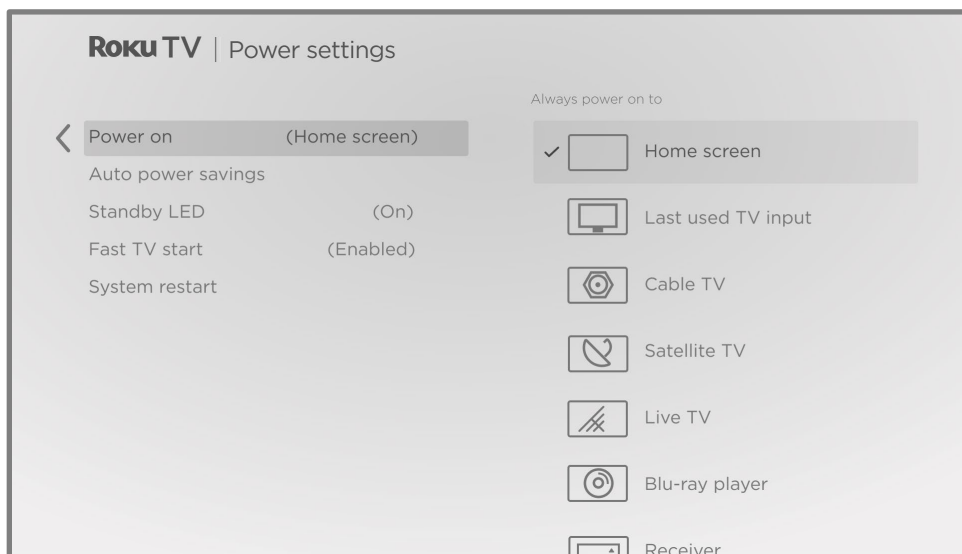 Roku TV | Power settings
Always power on to
Power on (Home screen)
Auto power savings
Standby LED (On)
Fast TV start (Enabled)
System restart
Home screen
Last used TV input
Cable TV
Satellite TV
Live TV
Blu-ray player
Receiver